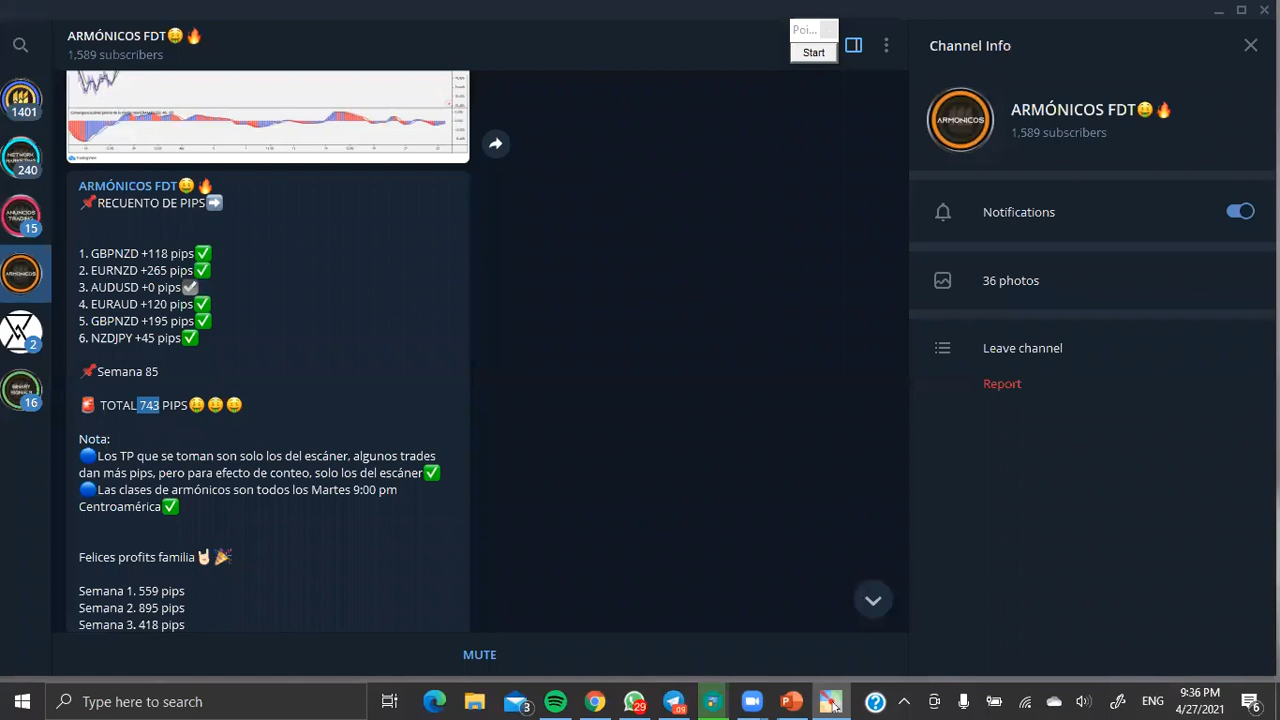 ARMÓNICOS FDT🤑🔥
1,589 subscribers
Poi...
Start
Channel Info
ARMÓNICOS FDT🤑
1,589 subscribers
Notifications
36 photos
Leave channel
Report
1401
240
15
2
16
ARMÓNICOS
TradingView
ARMÓNICOS FDT🤑🔥
📌RECUENTO DE PIPS➡️
1. GBPNZD +118 pips✅
2. EURNZD +265 pips✅
3. AUDUSD +0 pips✔️
4. EURAUD +120 pips✅
5. GBPNZD +195 pips✅
6. NZDJPY +45 pips✅
📌Semana 85
🚨 TOTAL 743 PIPS🤑🤑🤑
Nota:
🔵Los TP que se toman son solo los del escáner, algunos trades
dan más pips, pero para efecto de conteo, solo los del escáner✅
🔵Las clases de armónicos son todos los Martes 9:00 pm
Centroamérica✅
Felices profits familia🤘🏻🎉
Semana 1. 559 pips
Semana 2. 895 pips
Semana 3. 418 pips
MUTE
Type here to search
3
29
09
ENG
9:36 PM
4/27/2021
6